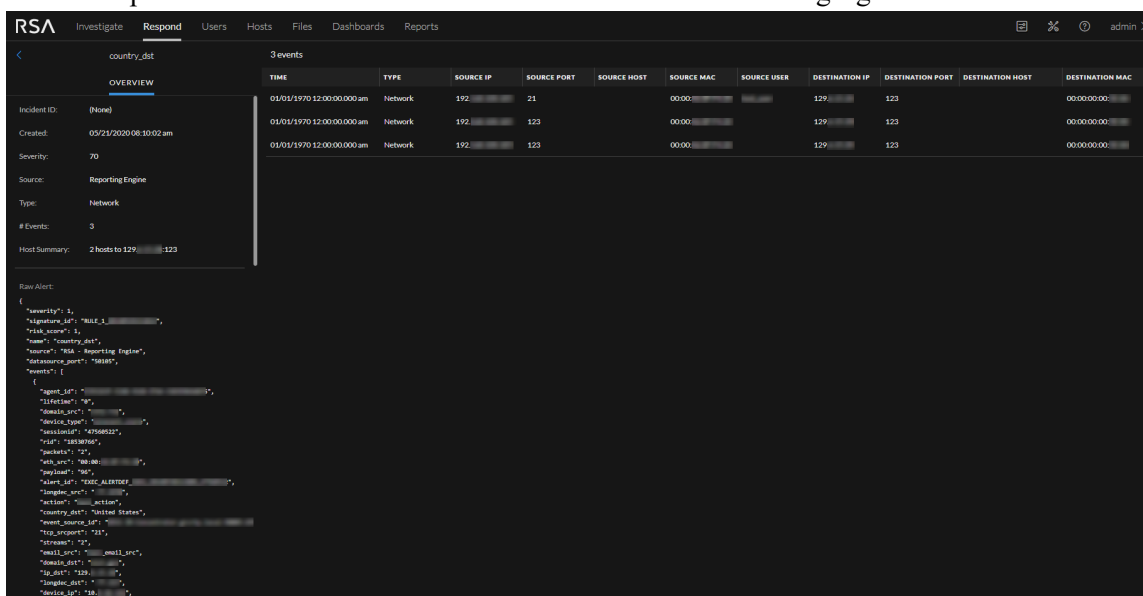 RSA Investigate Respond Users Hosts Files Dashboards Reports admin
country_dst
OVERVIEW
Incident ID: (None)
Created: 05/21/2020 08:10:02 am
Severity: 70
Source: Reporting Engine
Type: Network
# Events: 3
Host Summary: 2 hosts to 129. :123
3 events
TIME TYPE SOURCE IP SOURCE PORT SOURCE HOST SOURCE MAC SOURCE USER DESTINATION IP DESTINATION PORT DESTINATION HOST DESTINATION MAC
01/01/1970 12:00:00.000 am Network 192. 21 00:00: 129. 123 00:00:00:00:
01/01/1970 12:00:00.000 am Network 192. 123 00:00: 129. 123 00:00:00:00:
01/01/1970 12:00:00.000 am Network 192. 123 00:00: 129. 123 00:00:00:00:
Raw Alert:
{
"severity": 1,
"signature_id": "RULE_1_ ",
"risk_score": 1,
"name": "country_dst",
"source": "RSA - Reporting Engine",
"datasource_port": "50105",
"events": [
{
"agent_id": " ",
"lifetime": "0",
"domain_src": " ",
"device_type": " ",
"sessionid": "47560522",
"rid": "18530766",
"packets": "2",
"eth_src": "00:00: ",
"payload": "96",
"alert_id": "EXEC_ALERTDEF_ ",
"longdec_src": " ",
"action": " _action",
"country_dst": "United States",
"event_source_id": "
"tcp_srcport": "21",
"streams": "2",
"email_src": " _email_src",
"domain_dst": " ",
"ip_dst": "129. ",
"longdec_dst": " ",
"device_ip": "10. ",